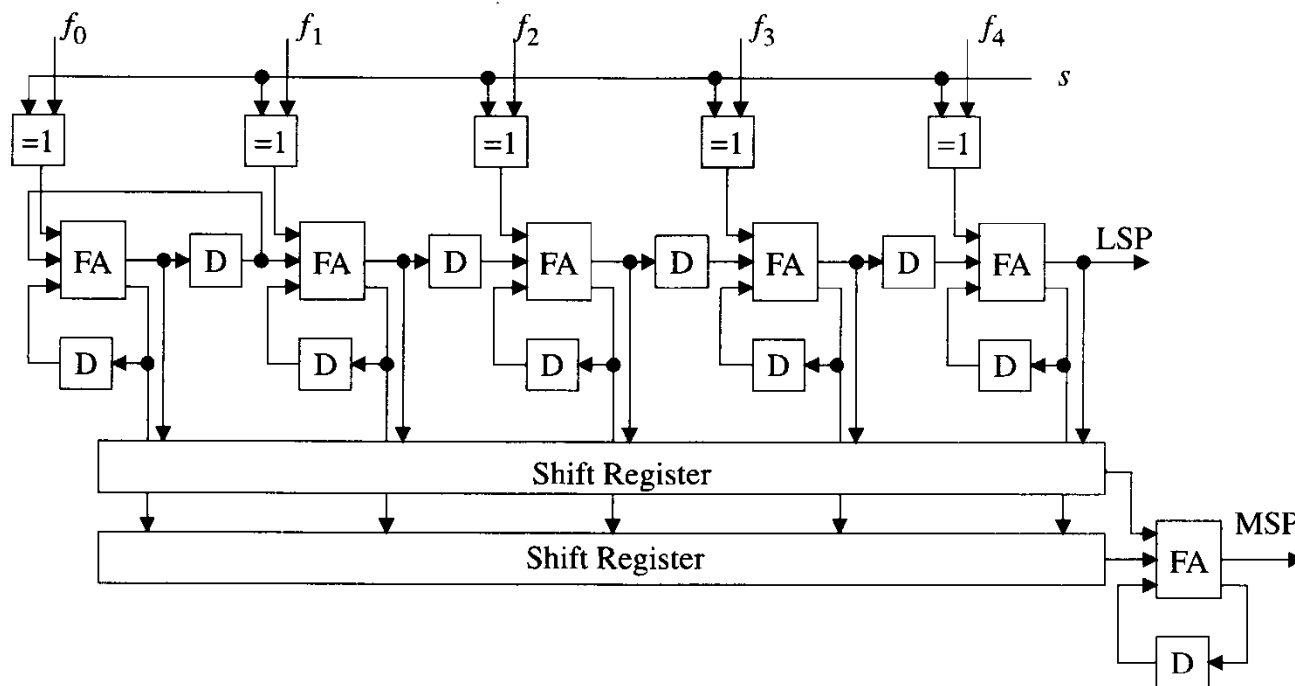 f0 f1 f2 f3 f4
s
=1 =1 =1 =1 =1
FA D FA D FA D FA D FA LSP
D D D D D
Shift Register
Shift Register
FA MSP
D